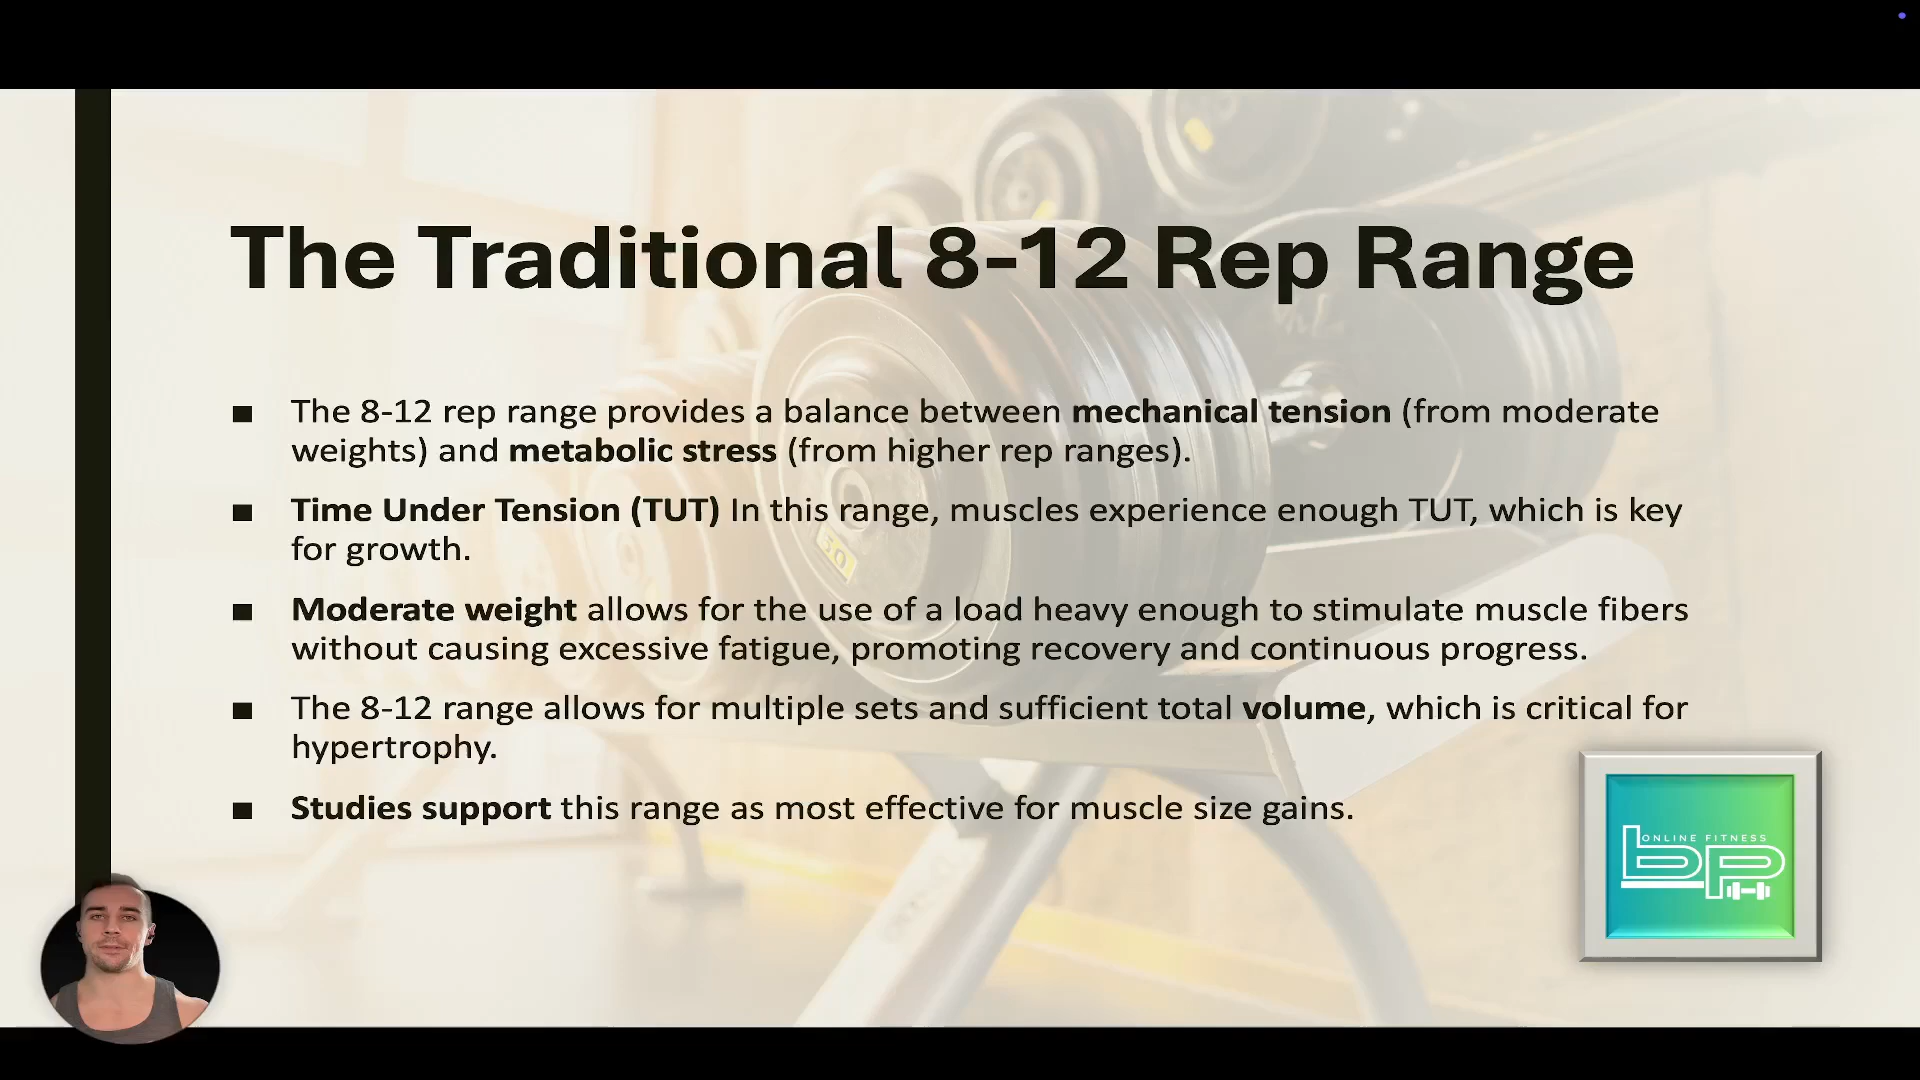 The Traditional 8-12 Rep Range
■ The 8-12 rep range provides a balance between mechanical tension (from moderate
weights) and metabolic stress (from higher rep ranges).
■ Time Under Tension (TUT) In this range, muscles experience enough TUT, which is key
for growth.
■ Moderate weight allows for the use of a load heavy enough to stimulate muscle fibers
without causing excessive fatigue, promoting recovery and continuous progress.
■ The 8-12 range allows for multiple sets and sufficient total volume, which is critical for
hypertrophy.
■ Studies support this range as most effective for muscle size gains.
ONLINE FITNESS
bp